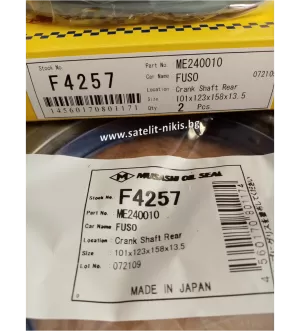 Stock No.
F4257
14560170801171
Part No ME240010
Car Name FUSO
072109
Location Crank Shaft Rear
Size 101x123x158x13.5
Qty 2 Pcs
www.satelit-nikis.bg
MUSASHI OIL SEAL
Stock No. F4257
Part No. ME240010
Car Name FUSO
Location Crank Shaft Rear
Size 101x123x158x13.5
Lot No. 072109
MADE IN JAPAN